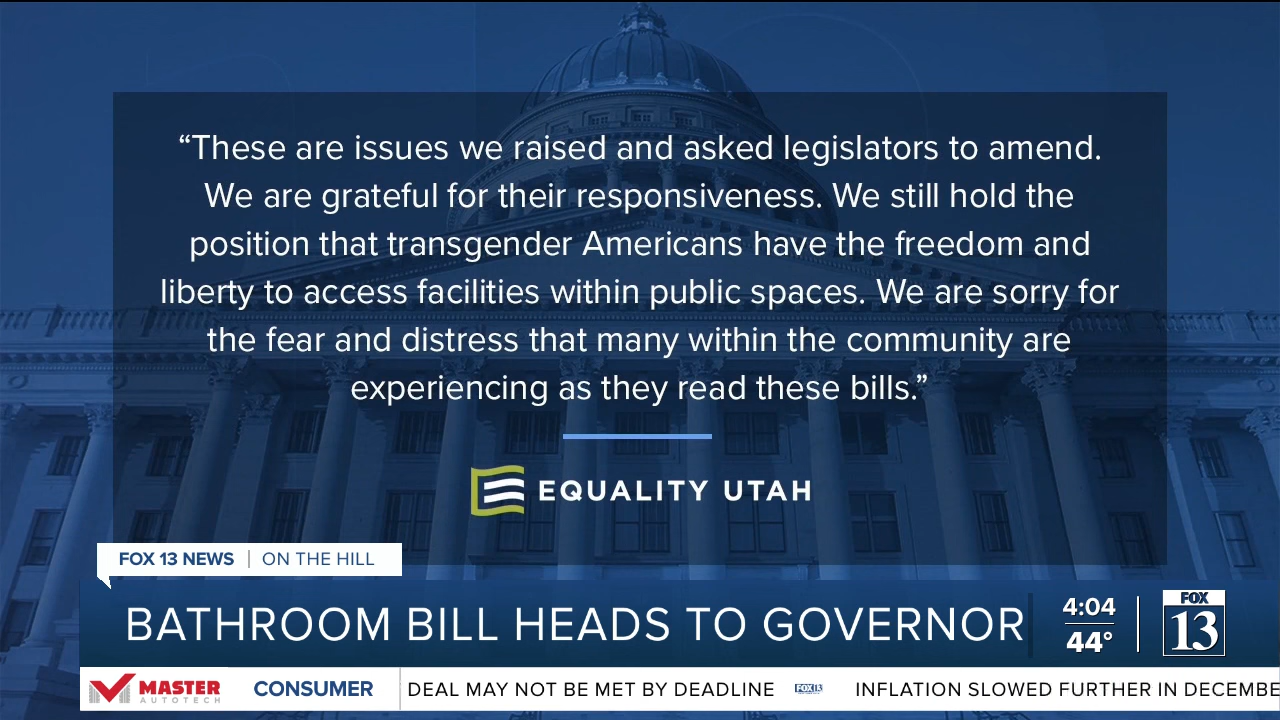 “These are issues we raised and asked legislators to amend.
We are grateful for their responsiveness. We still hold the
position that transgender Americans have the freedom and
liberty to access facilities within public spaces. We are sorry for
the fear and distress that many within the community are
experiencing as they read these bills.”
EQUALITY UTAH
FOX 13 NEWS | ON THE HILL
BATHROOM BILL HEADS TO GOVERNOR
4:04
44°
FOX
13
MASTER
AUTOTECH
CONSUMER
DEAL MAY NOT BE MET BY DEADLINE FOX 13 INFLATION SLOWED FURTHER IN DECEMBE